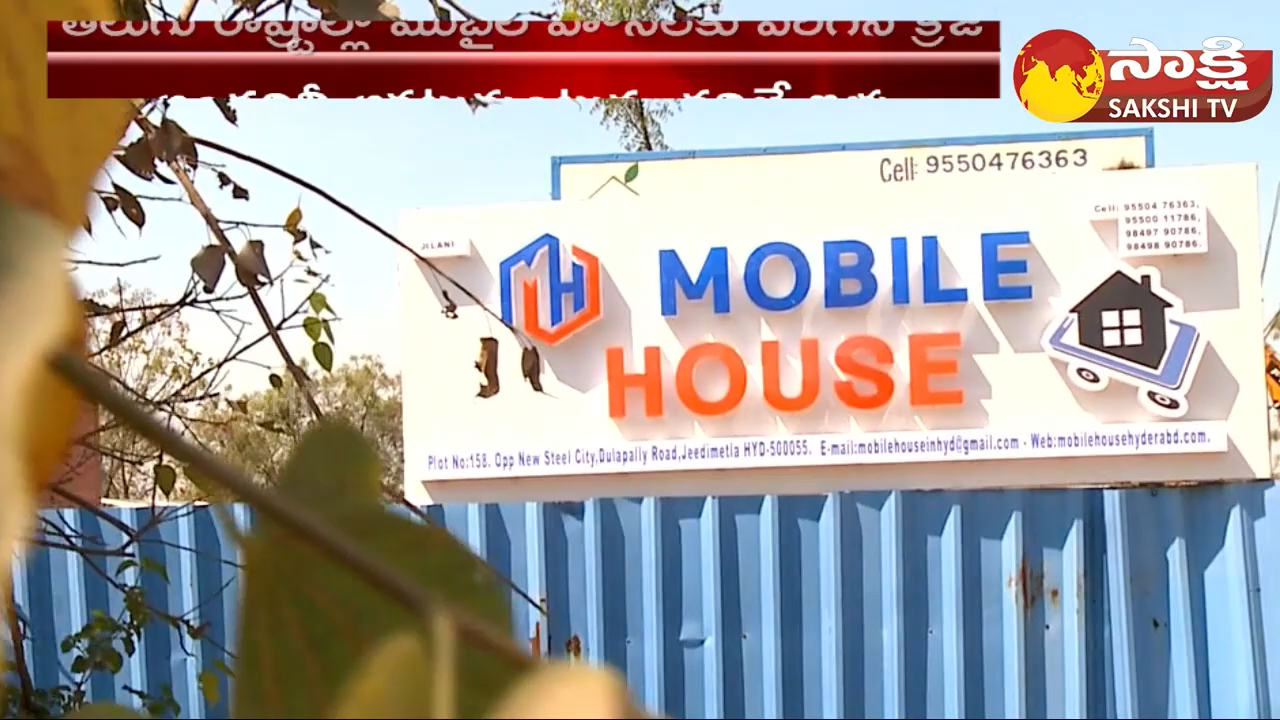 తెలుగు రాష్ట్రాల్లో మొబైల్ హౌస్‌లకు పెరిగిన క్రేజ్
సాక్షి
SAKSHI TV
Cell: 9550476363
Cell: 95504 76363,
95500 11786,
98497 90786,
98498 90786.
JILANI
MH
MOBILE
HOUSE
Plot No:158. Opp New Steel City,Dulapally Road,Jeedimetla HYD-500055. E-mail:mobilehouseinhyd@gmail.com - Web:mobilehousehyderabd.com.